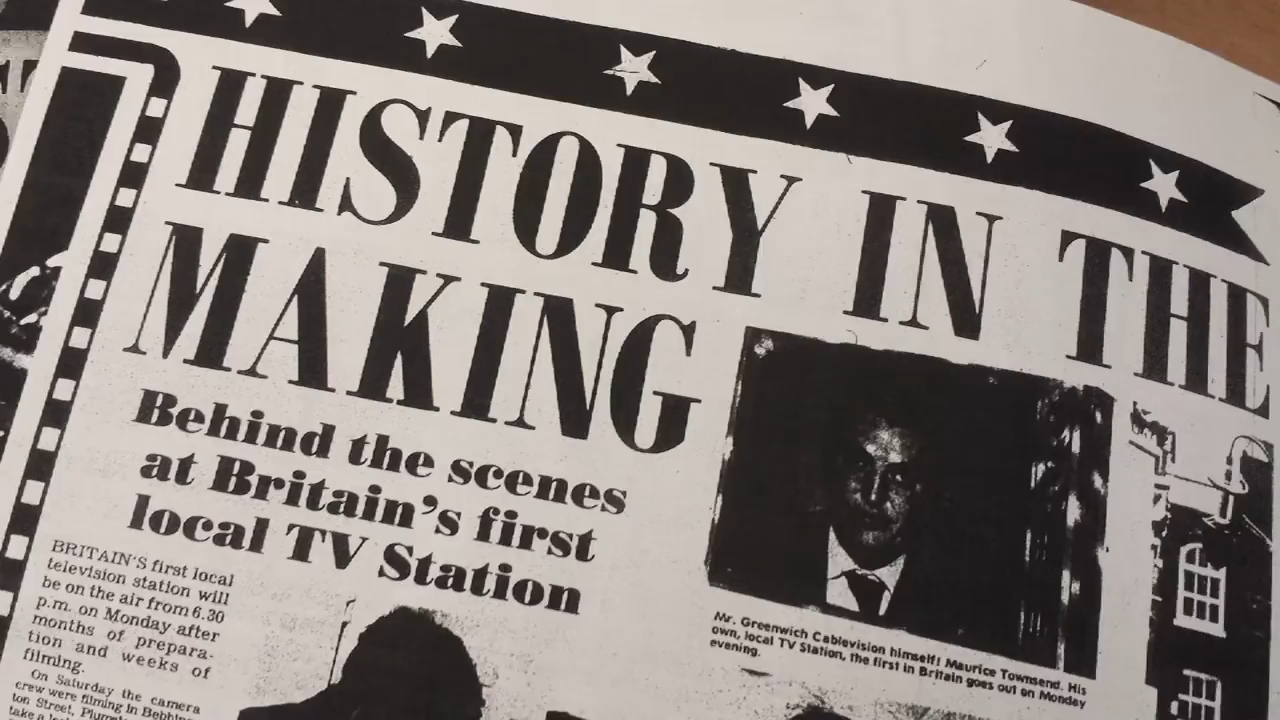 HISTORY IN THE
MAKING
Behind the scenes
at Britain's first
local TV Station
BRITAIN'S first local
television station will
be on the air from 6.30
p.m. on Monday after
months of prepara-
tion and weeks of
filming.
On Saturday the camera
crew were filming in Bebbing
ton Street,
take a
Mr. Greenwich Cablevision himself! Maurice Townsend. His
own, local TV Station, the first in Britain goes out on Monday
evening.